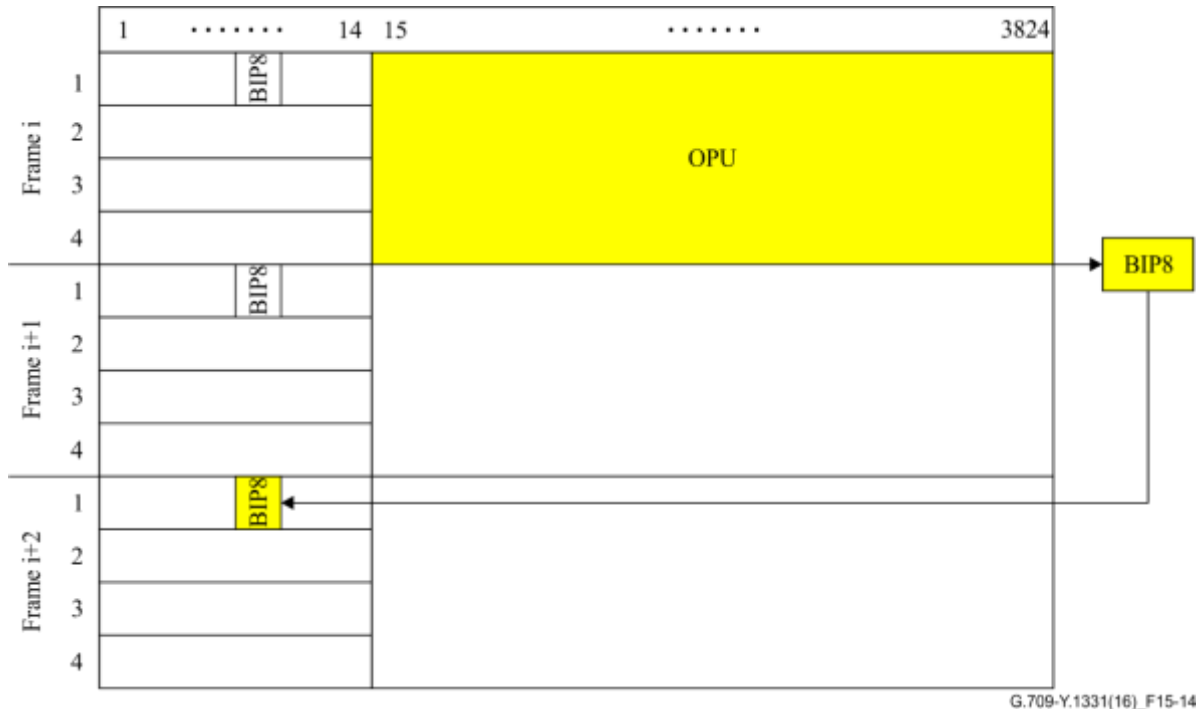 1 ······· 14 15 ······· 3824
Frame i
1 BIP8
2
3
4
OPU
BIP8
Frame i+1
1 BIP8
2
3
4
Frame i+2
1 BIP8
2
3
4
G.709-Y.1331(16)_F15-14